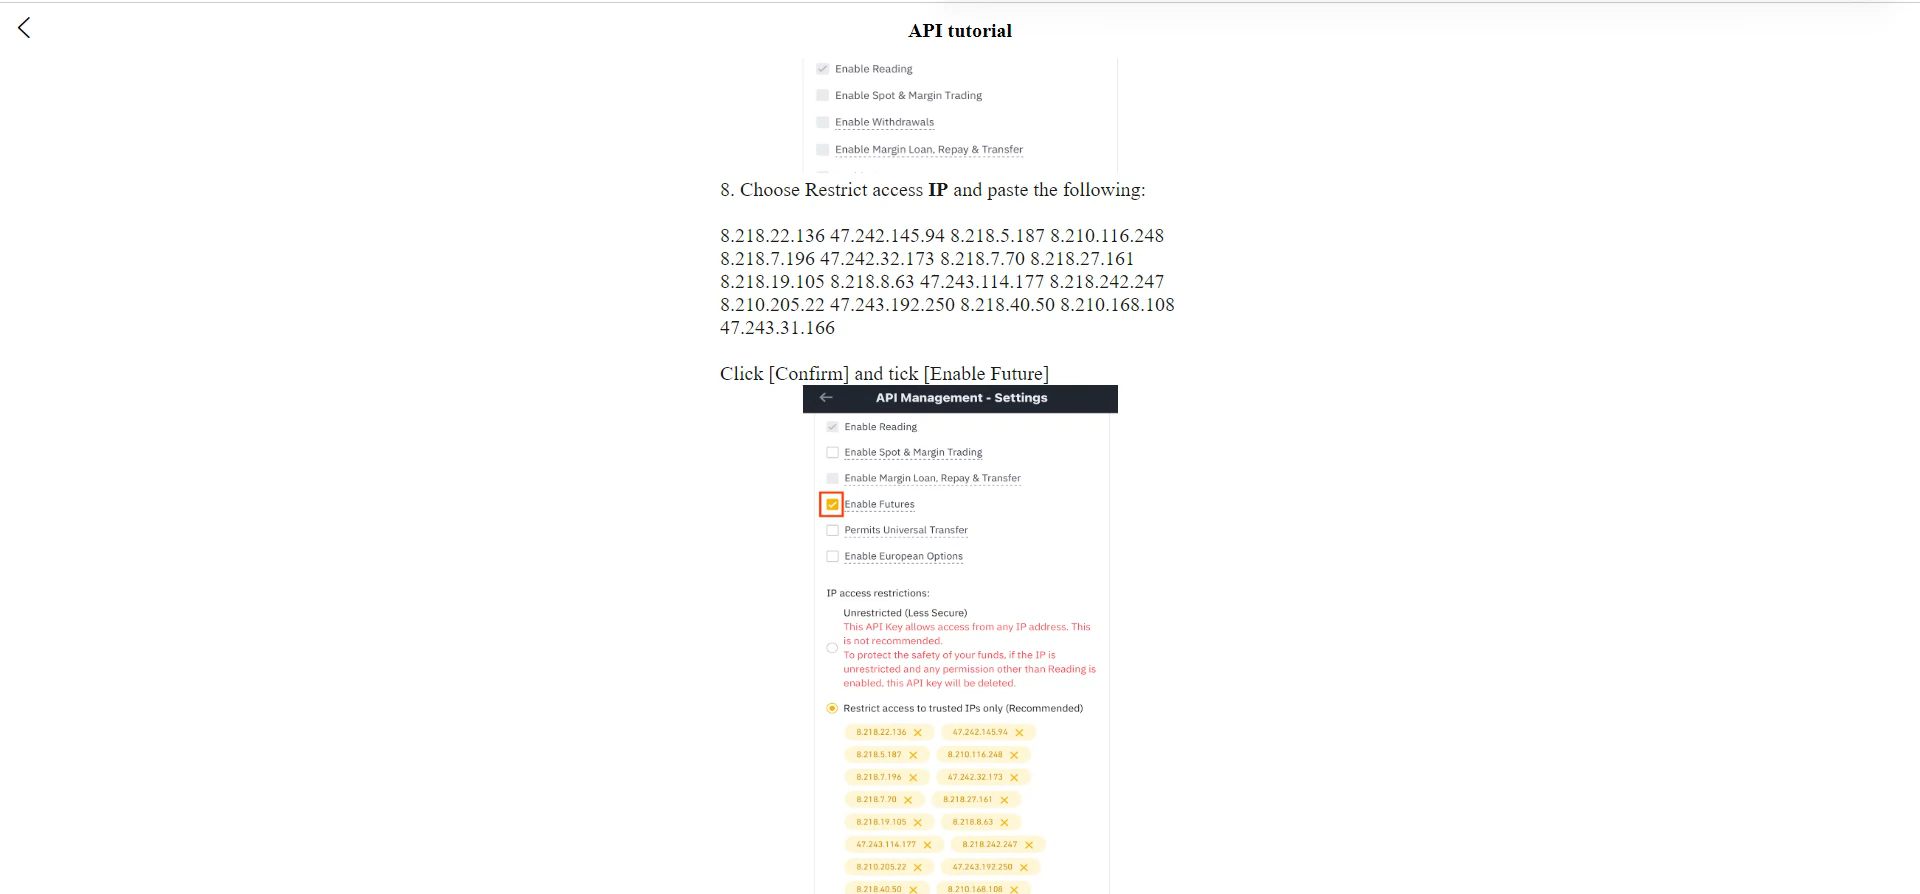 API tutorial
Enable Reading
Enable Spot & Margin Trading
Enable Withdrawals
Enable Margin Loan, Repay & Transfer
8. Choose Restrict access IP and paste the following:
8.218.22.136 47.242.145.94 8.218.5.187 8.210.116.248
8.218.7.196 47.242.32.173 8.218.7.70 8.218.27.161
8.218.19.105 8.218.8.63 47.243.114.177 8.218.242.247
8.210.205.22 47.243.192.250 8.218.40.50 8.210.168.108
47.243.31.166
Click [Confirm] and tick [Enable Future]
API Management - Settings
Enable Reading
Enable Spot & Margin Trading
Enable Margin Loan, Repay & Transfer
Enable Futures
Permits Universal Transfer
Enable European Options
IP access restrictions:
Unrestricted (Less Secure)
This API Key allows access from any IP address. This
is not recommended.
To protect the safety of your funds, if the IP is
unrestricted and any permission other than Reading is
enabled, this API key will be deleted.
Restrict access to trusted IPs only (Recommended)
8.218.22.136 47.242.145.94
8.218.5.187 8.210.116.248
8.218.7.196 47.242.32.173
8.218.7.70 8.218.27.161
8.218.19.105 8.218.8.63
47.243.114.177 8.218.242.247
8.210.205.22 47.243.192.250
8.218.40.50 8.210.168.108